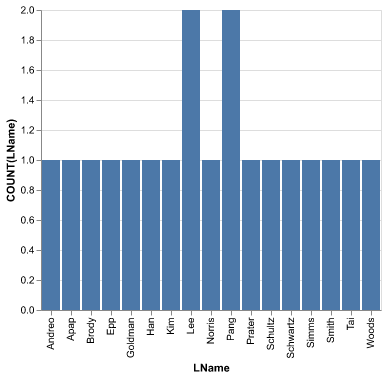 2.0
1.8
1.6
1.4
1.2
1.0
0.8
0.6
0.4
0.2
0.0
COUNT(LName)
Andreo
Apap
Brody
Epp
Goldman
Han
Kim
Lee
Norris
Pang
Prater
Schultz
Schwartz
Simms
Smith
Tai
Woods
LName